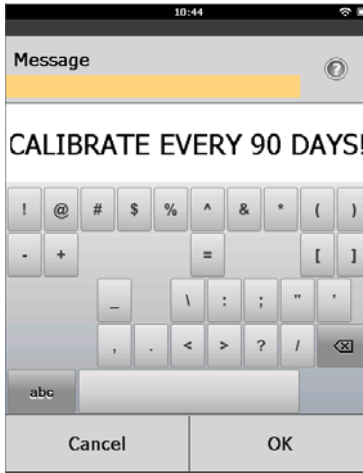 10:44
Message
?
CALIBRATE EVERY 90 DAYS!
! @ # $ % ^ & * ( )
- + = [ ]
_ \ : ; " '
, . < > ? /
abc
Cancel OK